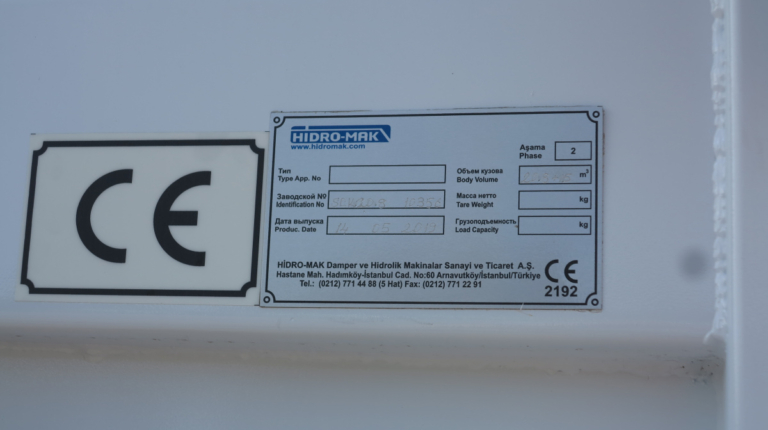 CE
HİDRO-MAK
www.hidromak.com
Aşama
Phase 2
Тип
Type App. No
Объем кузова
Body Volume m³
Заводской №
Identification No
Масса нетто
Tare Weight kg
Дата выпуска
Produc. Date 14 05
Грузоподъемность
Load Capacity kg
HİDRO-MAK Damper ve Hidrolik Makinalar Sanayi ve Ticaret A.Ş.
Hastane Mah. Hadımköy-İstanbul Cad. No:60 Arnavutköy/İstanbul/Türkiye
Tel.: (0212) 771 44 88 (5 Hat) Fax: (0212) 771 22 91
CE
2192